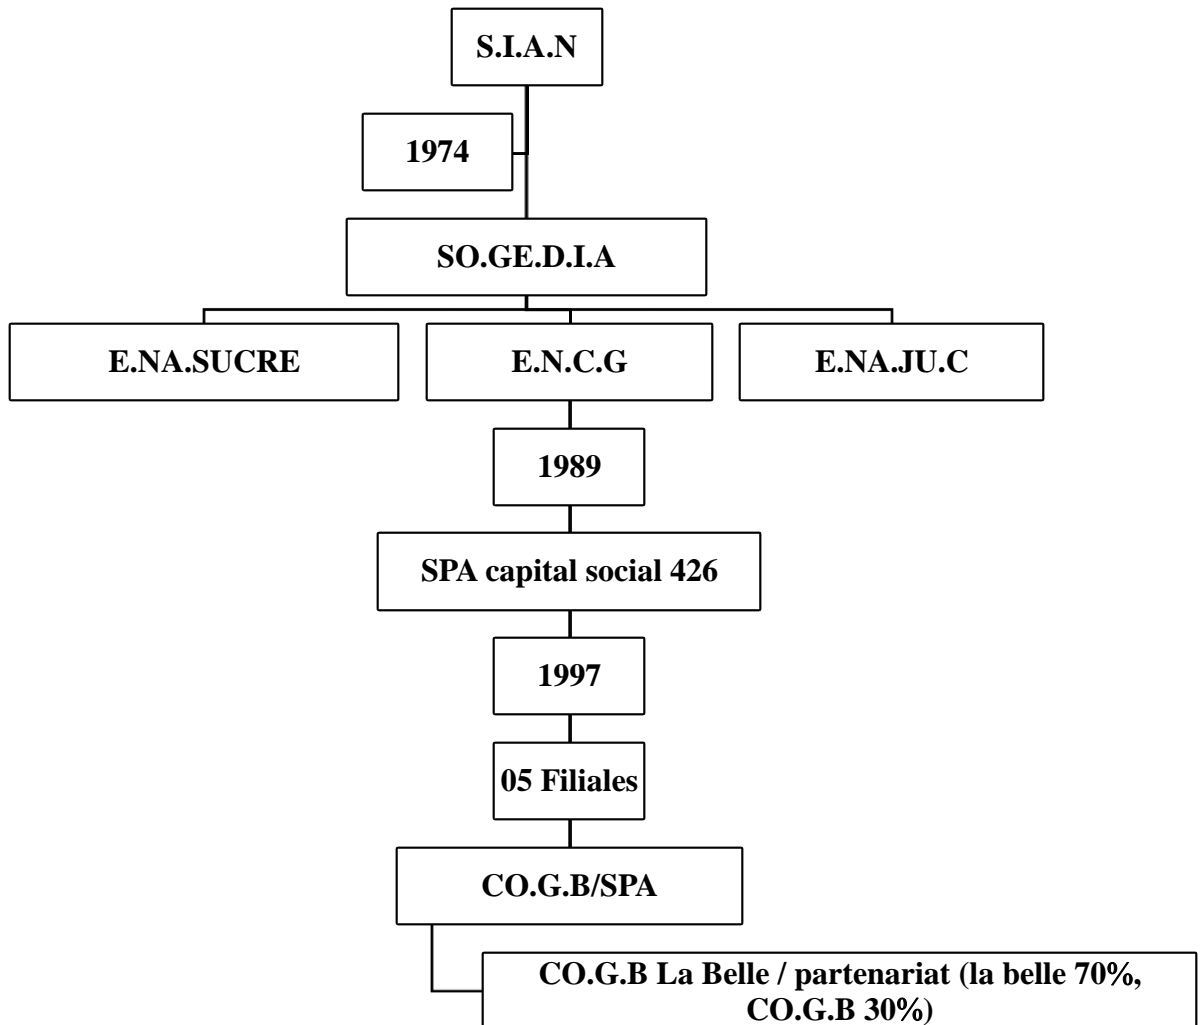 S.I.A.N
1974
SO.GE.D.I.A
E.NA.SUCRE
E.N.C.G
E.NA.JU.C
1989
SPA capital social 426
1997
05 Filiales
CO.G.B/SPA
CO.G.B La Belle / partenariat (la belle 70%,
CO.G.B 30%)